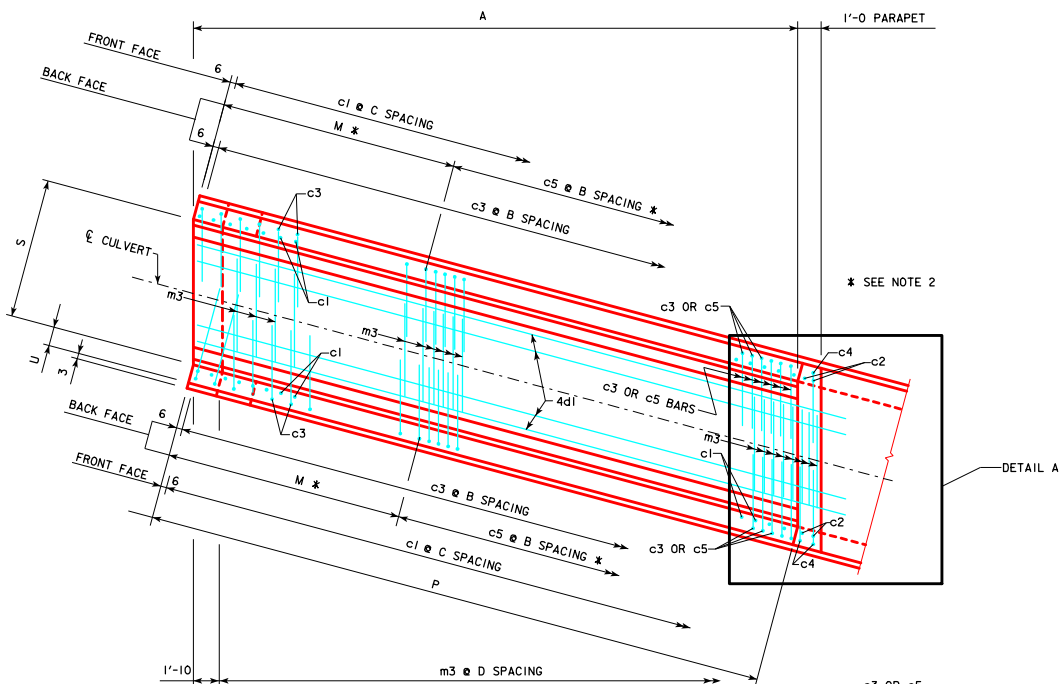 A
1'-0 PARAPET
FRONT FACE
6
BACK FACE
c1 @ C SPACING
M *
6
c5 @ B SPACING *
c3 @ B SPACING
c3
S
℄ CULVERT
* SEE NOTE 2
c1
m3
m3
c3 OR c5
c4
c2
U
3
c1
c3 OR c5 BARS
4d1
BACK FACE
6
c3
m3
c1
DETAIL A
FRONT FACE
6
M *
c3 @ B SPACING
c2
c3 OR c5
c5 @ B SPACING *
c4
c1 @ C SPACING
P
1'-10
m3 @ D SPACING